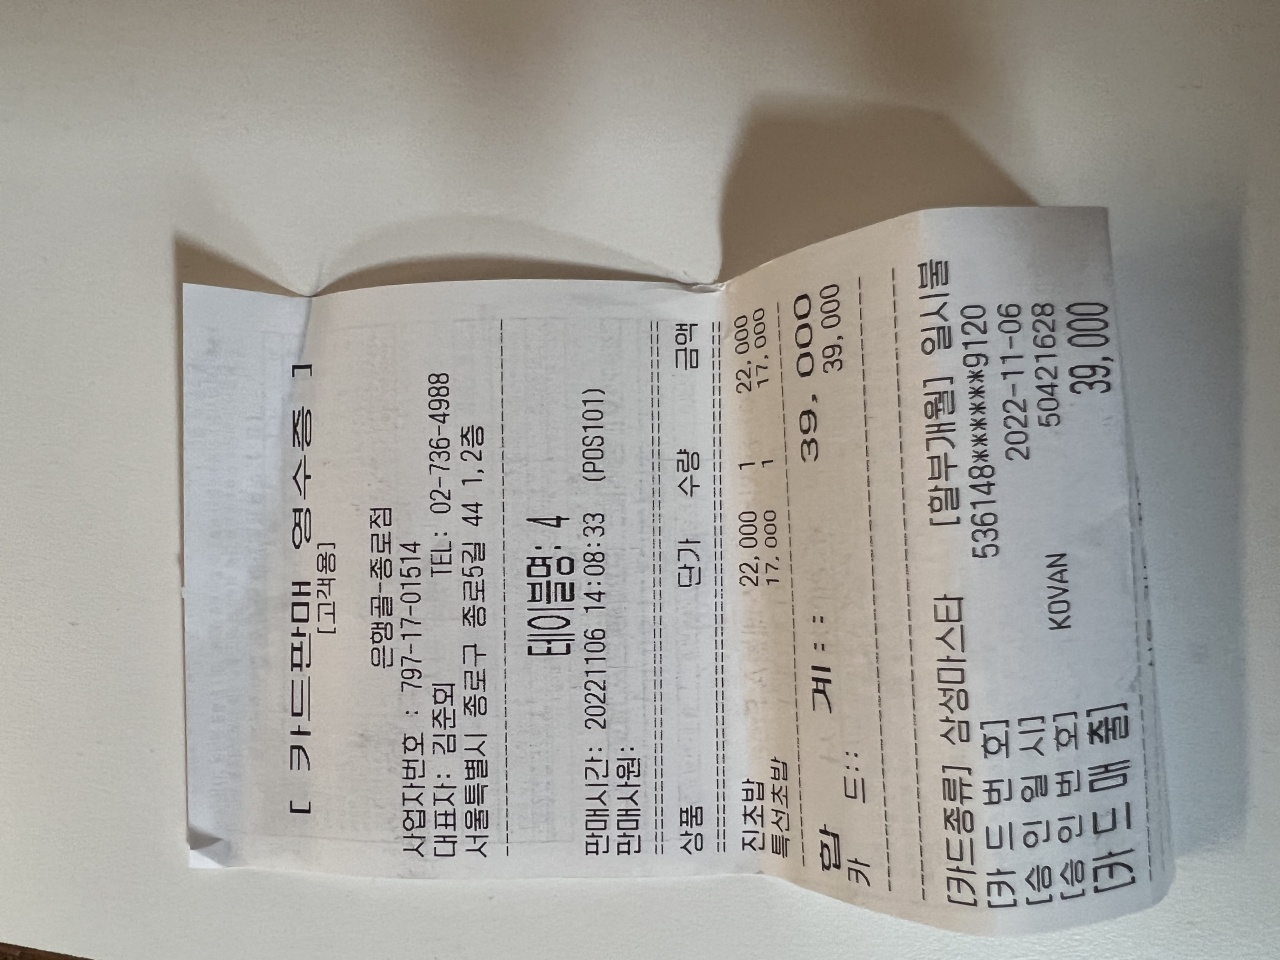 [ 카드판매 영수증 ]
[고객용]
은행골-종로점
사업자번호 : 797-17-01514
대표자: 김준회 TEL: 02-736-4988
서울특별시 종로구 종로5길 44 1,2층
테이블명: 4
판매시간: 20221106 14:08:33 (POS101)
판매사원:
상품 단가 수량 금액
진초밥 22,000 1 22,000
특선초밥 17,000 1 17,000
합 계:: 39,000
카 드:: 39,000
[카드종류] 삼성마스타 [할부개월] 일시불
[카 드 번 호] 536148******9120
[승 인 일 시] 2022-11-06
[승 인 번 호] KOVAN 50421628
[카 드 매 출] 39,000